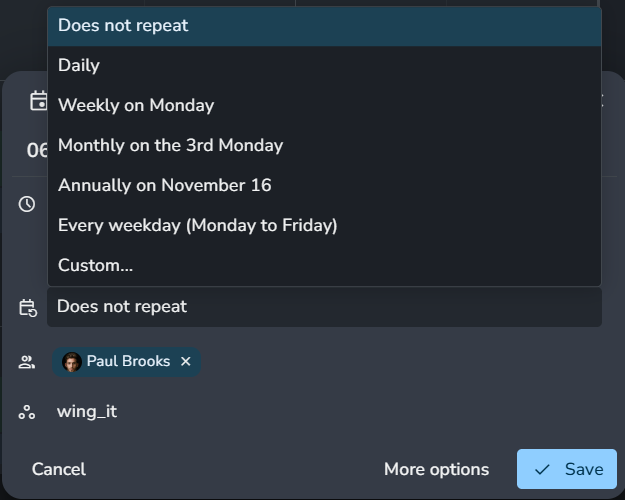 Does not repeat
Daily
Weekly on Monday
Monthly on the 3rd Monday
Annually on November 16
Every weekday (Monday to Friday)
Custom...
06
Does not repeat
Paul Brooks
wing_it
Cancel More options Save